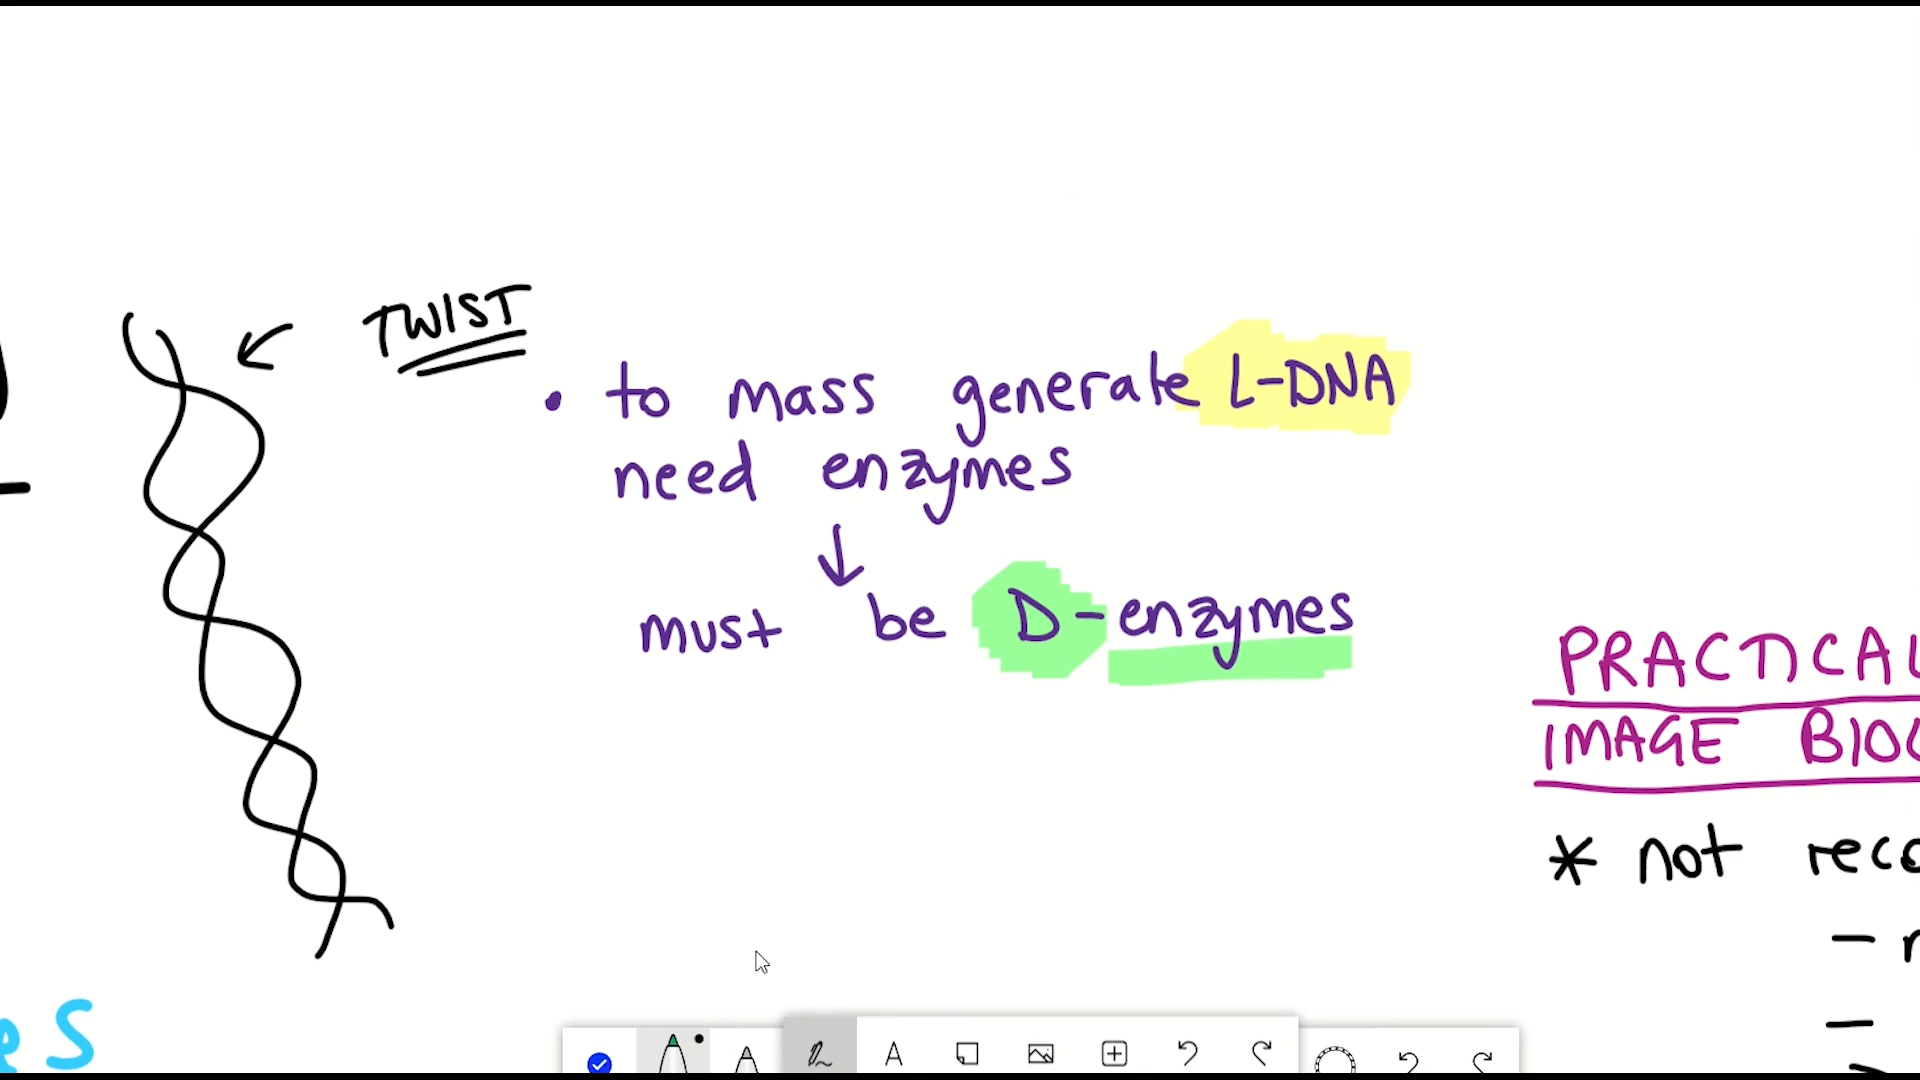 TWIST
• to mass generate L-DNA
need enzymes
↓
must be D-enzymes
PRACTICAL
IMAGE
* not